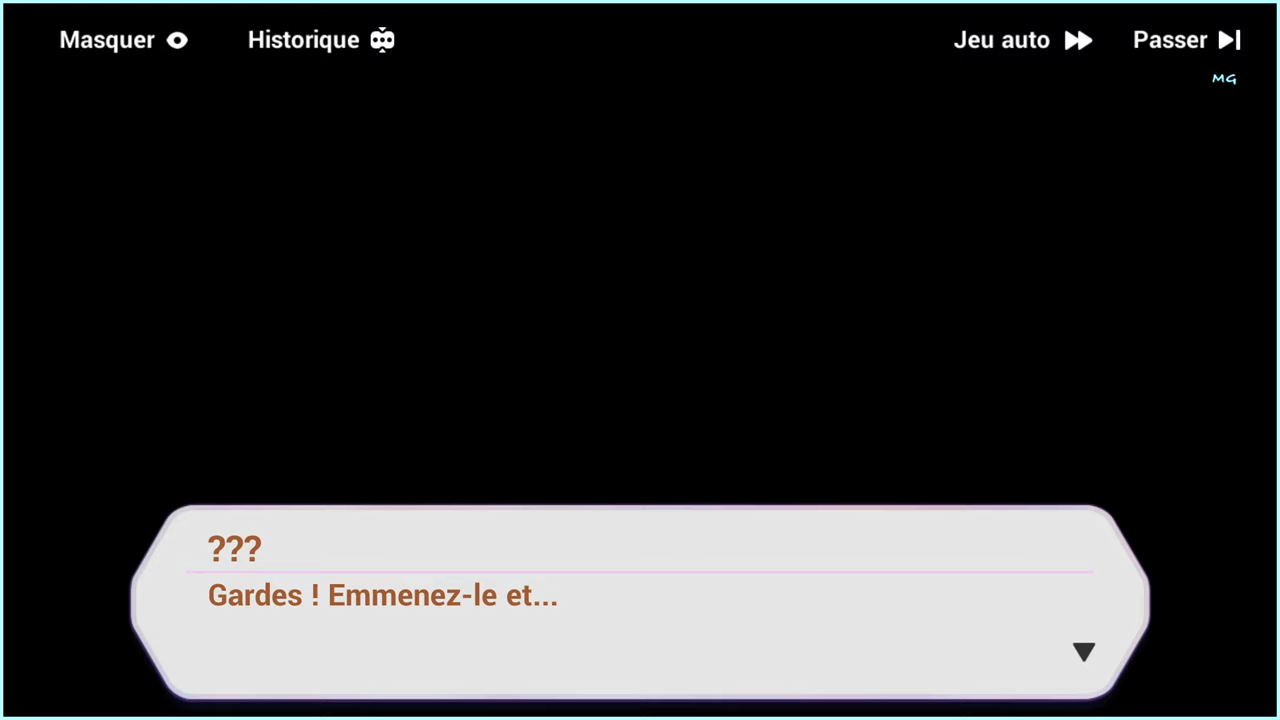 Masquer
Historique
Jeu auto
Passer
MG
???
Gardes ! Emmenez-le et...